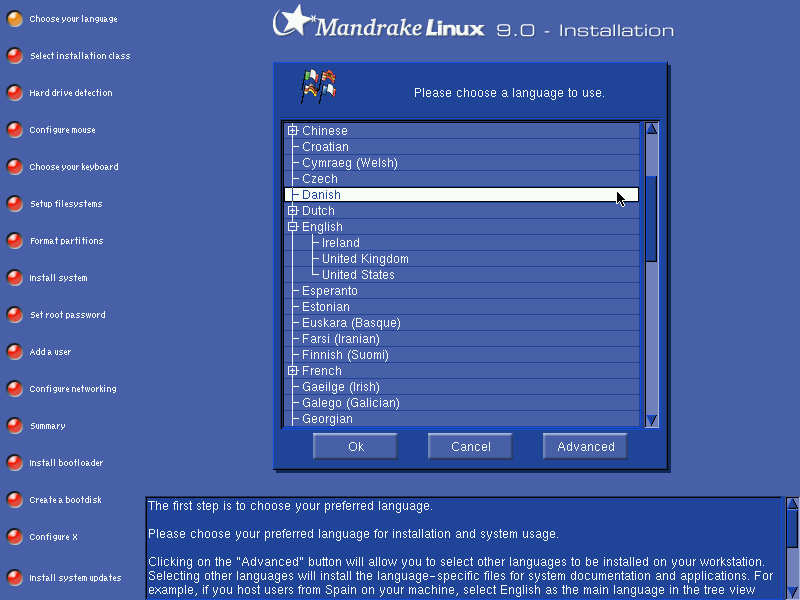 MandrakeLinux 9.0 - Installation
Choose your language
Select installation class
Hard drive detection
Configure mouse
Choose your keyboard
Setup filesystems
Format partitions
Install system
Set root password
Add a user
Configure networking
Summary
Install bootloader
Create a bootdisk
Configure X
Install system updates
Please choose a language to use.
Chinese
Croatian
Cymraeg (Welsh)
Czech
Danish
Dutch
English
Ireland
United Kingdom
United States
Esperanto
Estonian
Euskara (Basque)
Farsi (Iranian)
Finnish (Suomi)
French
Gaeilge (Irish)
Galego (Galician)
Georgian
Ok
Cancel
Advanced
The first step is to choose your preferred language.
Please choose your preferred language for installation and system usage.
Clicking on the "Advanced" button will allow you to select other languages to be installed on your workstation.
Selecting other languages will install the language-specific files for system documentation and applications. For
example, if you host users from Spain on your machine, select English as the main language in the tree view